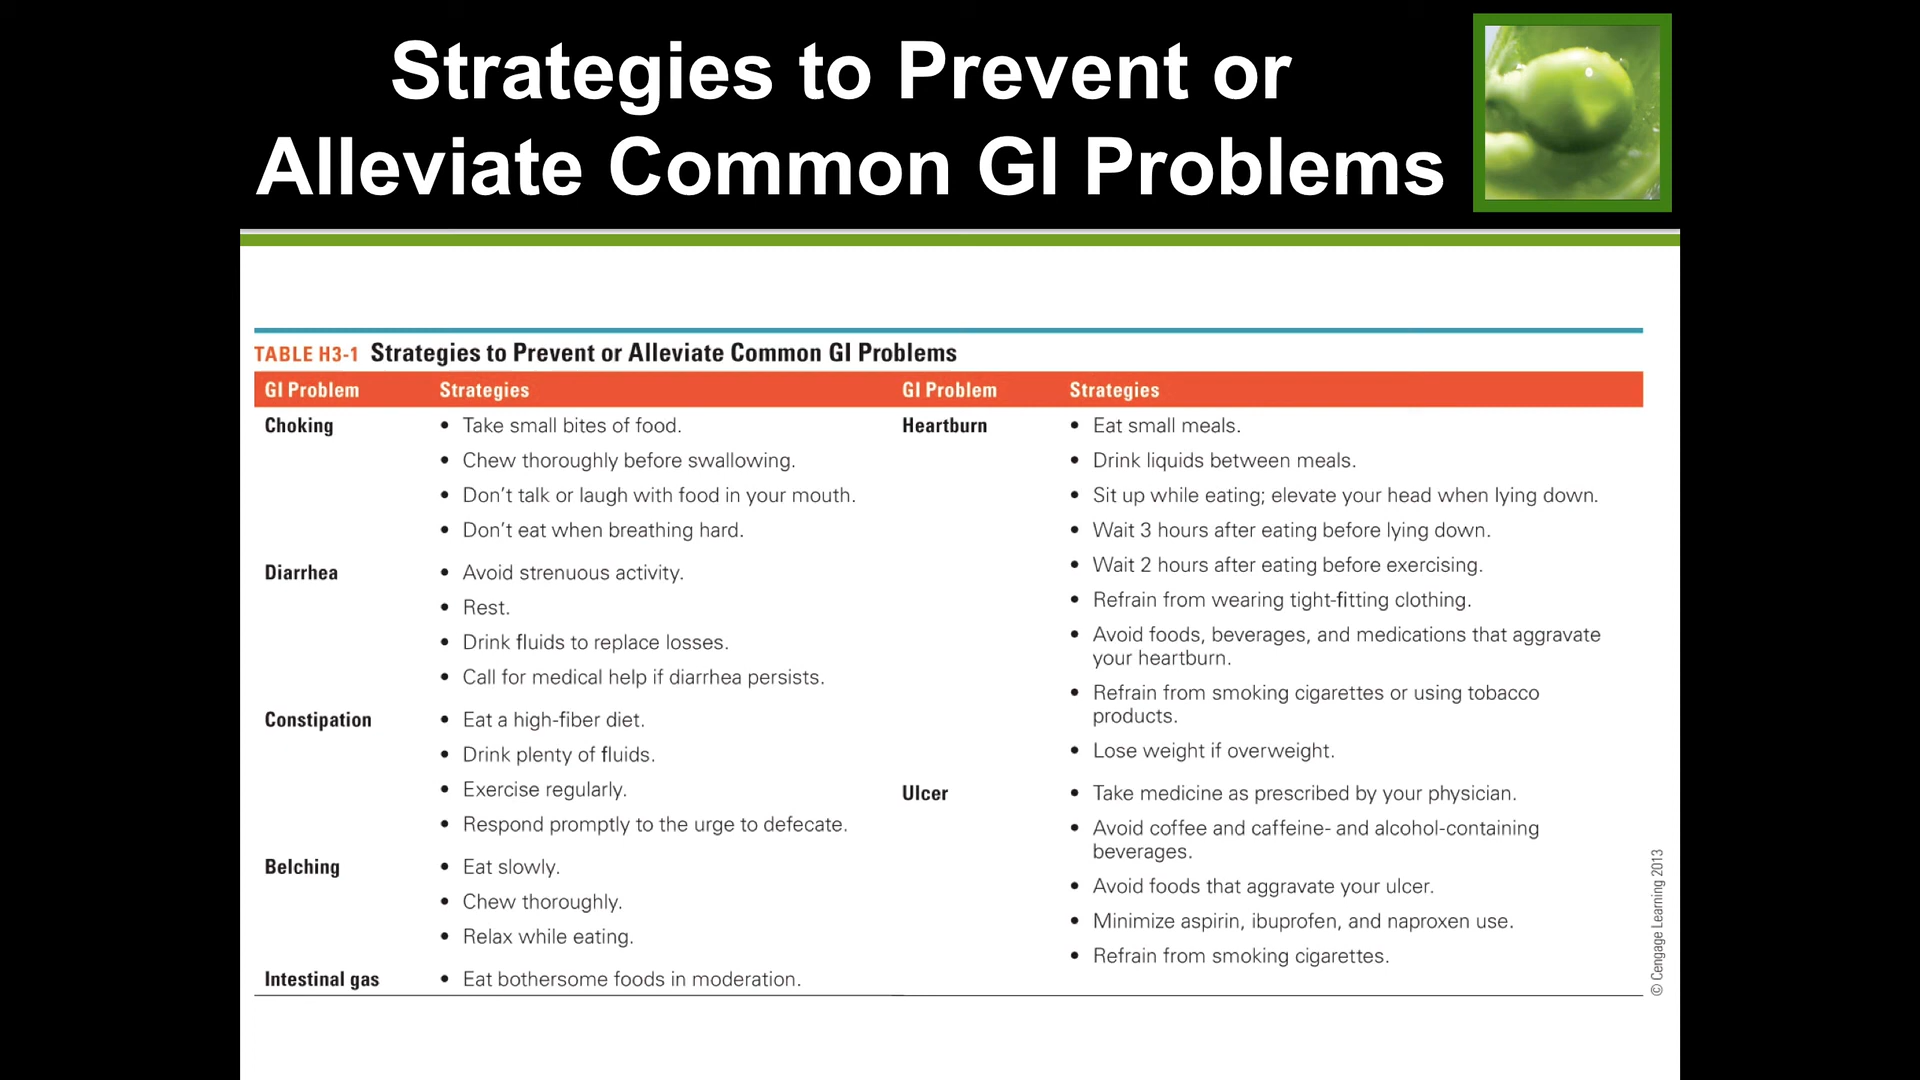 Strategies to Prevent or
Alleviate Common GI Problems
TABLE H3-1 Strategies to Prevent or Alleviate Common GI Problems
GI Problem Strategies
Choking
• Take small bites of food.
• Chew thoroughly before swallowing.
• Don't talk or laugh with food in your mouth.
• Don't eat when breathing hard.
Diarrhea
• Avoid strenuous activity.
• Rest.
• Drink fluids to replace losses.
• Call for medical help if diarrhea persists.
Constipation
• Eat a high-fiber diet.
• Drink plenty of fluids.
• Exercise regularly.
• Respond promptly to the urge to defecate.
Belching
• Eat slowly.
• Chew thoroughly.
• Relax while eating.
Intestinal gas
• Eat bothersome foods in moderation.
GI Problem Strategies
Heartburn
• Eat small meals.
• Drink liquids between meals.
• Sit up while eating; elevate your head when lying down.
• Wait 3 hours after eating before lying down.
• Wait 2 hours after eating before exercising.
• Refrain from wearing tight-fitting clothing.
• Avoid foods, beverages, and medications that aggravate
your heartburn.
• Refrain from smoking cigarettes or using tobacco
products.
• Lose weight if overweight.
Ulcer
• Take medicine as prescribed by your physician.
• Avoid coffee and caffeine- and alcohol-containing
beverages.
• Avoid foods that aggravate your ulcer.
• Minimize aspirin, ibuprofen, and naproxen use.
• Refrain from smoking cigarettes.
© Cengage Learning 2013